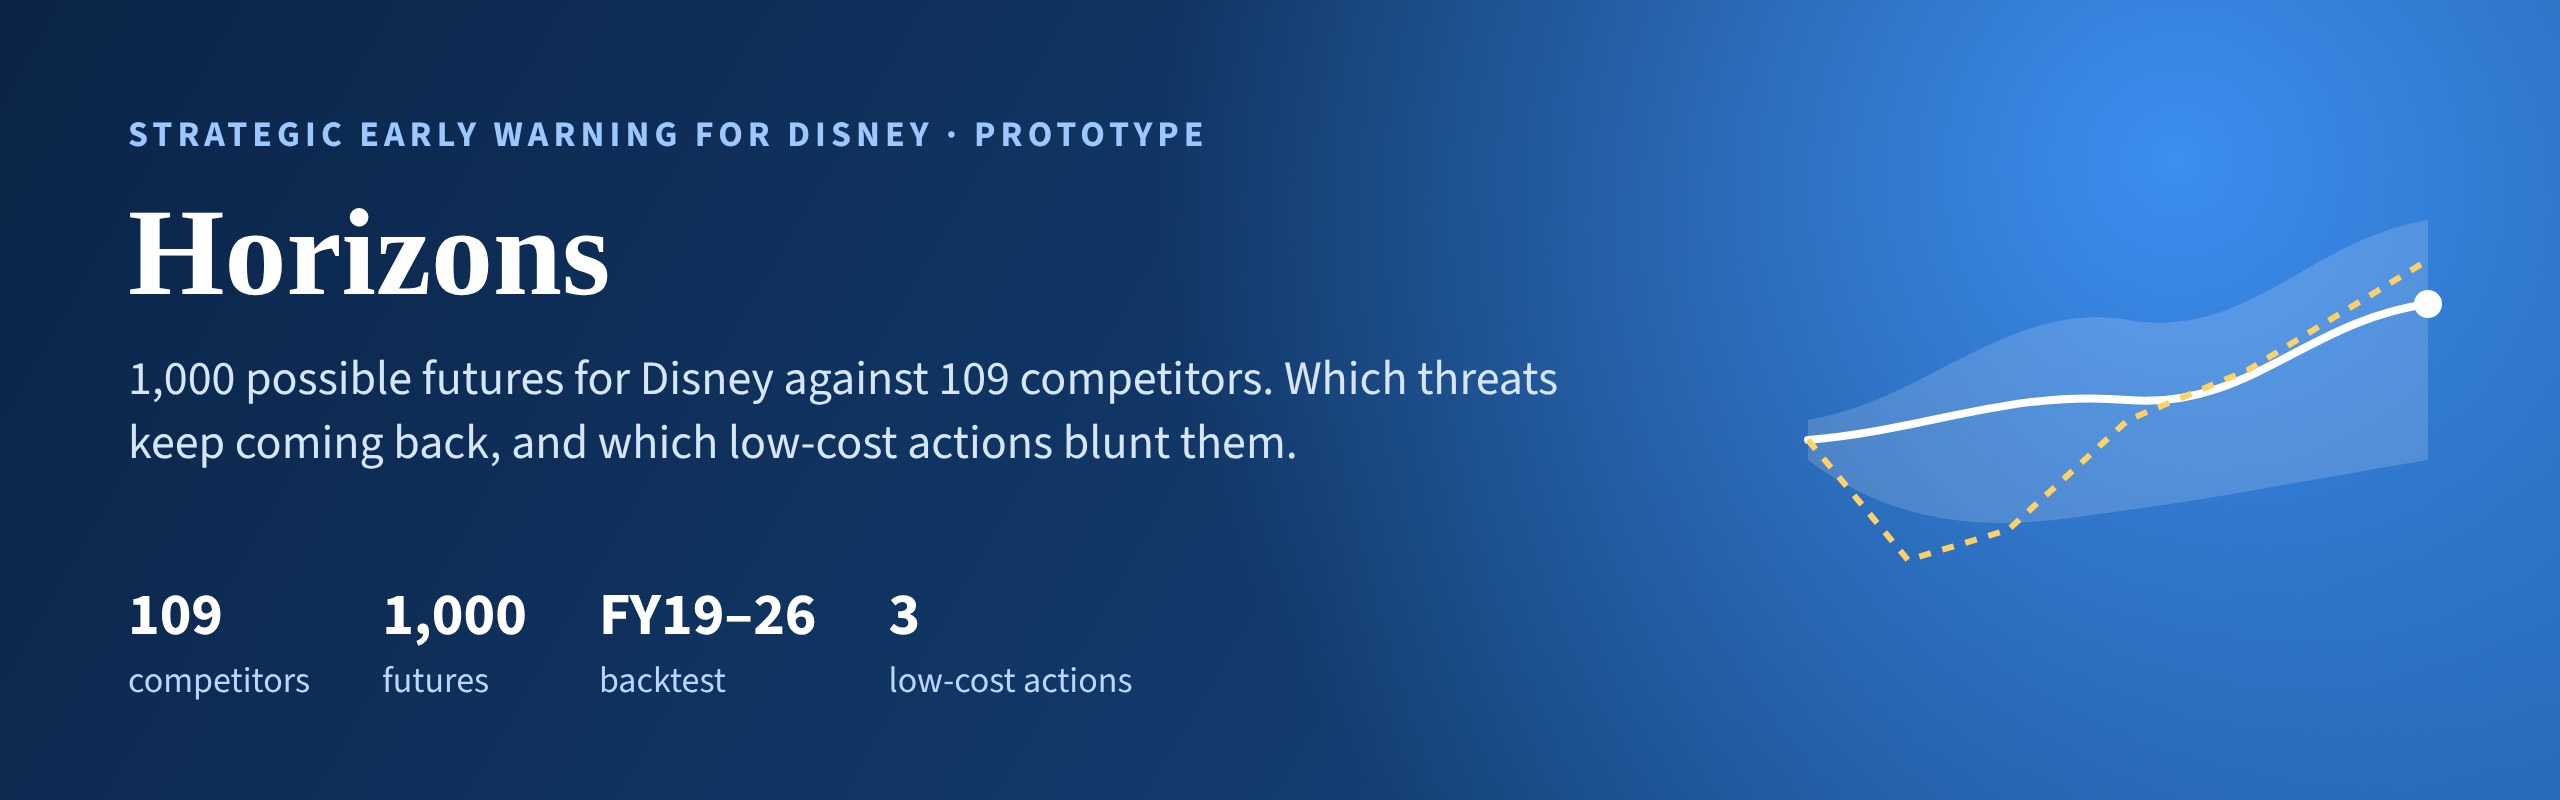 STRATEGIC EARLY WARNING FOR DISNEY · PROTOTYPE
Horizons
1,000 possible futures for Disney against 109 competitors. Which threats
keep coming back, and which low-cost actions blunt them.
109
competitors
1,000
futures
FY19–26
backtest
3
low-cost actions